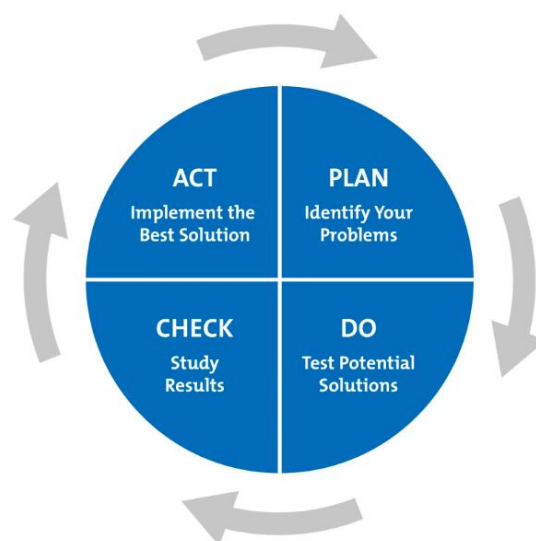 ACT
Implement the
Best Solution
PLAN
Identify Your
Problems
CHECK
Study
Results
DO
Test Potential
Solutions